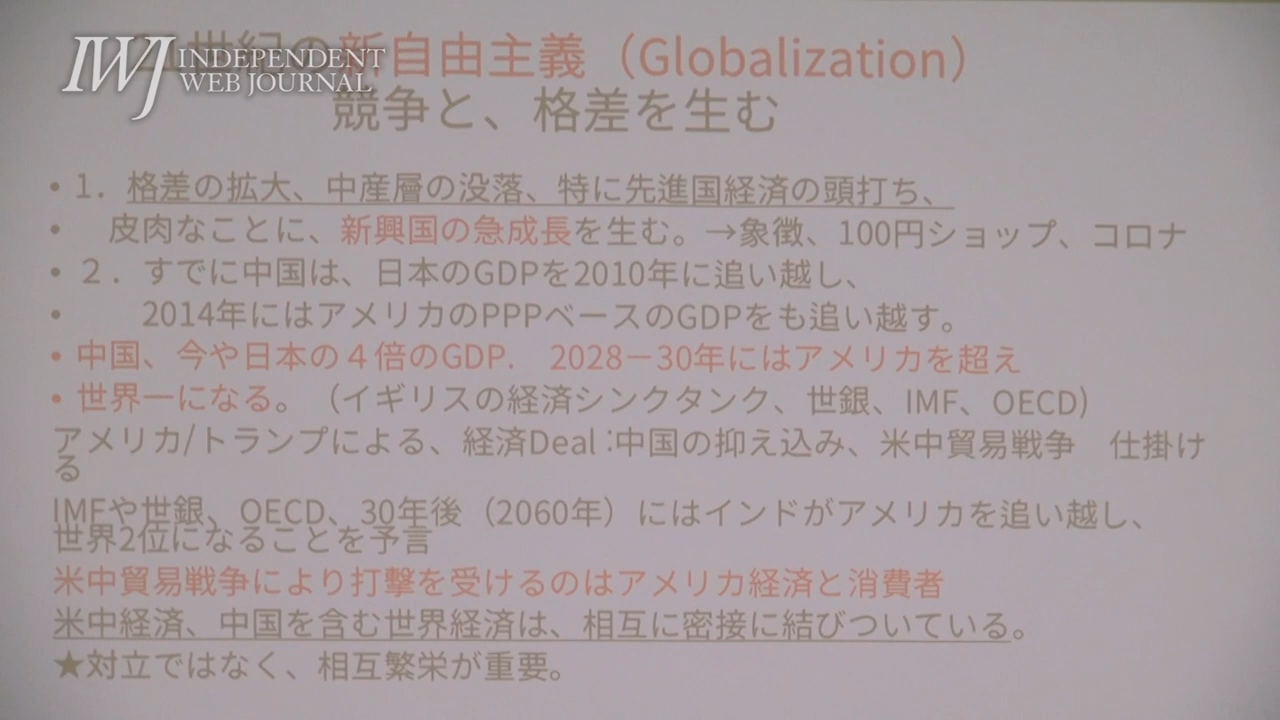 IWJ INDEPENDENT
WEB JOURNAL
世紀の新自由主義（Globalization）
競争と、格差を生む
• 1．格差の拡大、中産層の没落、特に先進国経済の頭打ち、
• 皮肉なことに、新興国の急成長を生む。→象徴、100円ショップ、コロナ
• ２．すでに中国は、日本のGDPを2010年に追い越し、
• 2014年にはアメリカのPPPベースのGDPをも追い越す。
• 中国、今や日本の４倍のGDP.　2028－30年にはアメリカを超え
• 世界一になる。（イギリスの経済シンクタンク、世銀、IMF、OECD)
アメリカ/トランプによる、経済Deal :中国の抑え込み、米中貿易戦争　仕掛け
る
IMFや世銀、OECD、30年後（2060年）にはインドがアメリカを追い越し、
世界2位になることを予言
米中貿易戦争により打撃を受けるのはアメリカ経済と消費者
米中経済、中国を含む世界経済は、相互に密接に結びついている。
★対立ではなく、相互繁栄が重要。